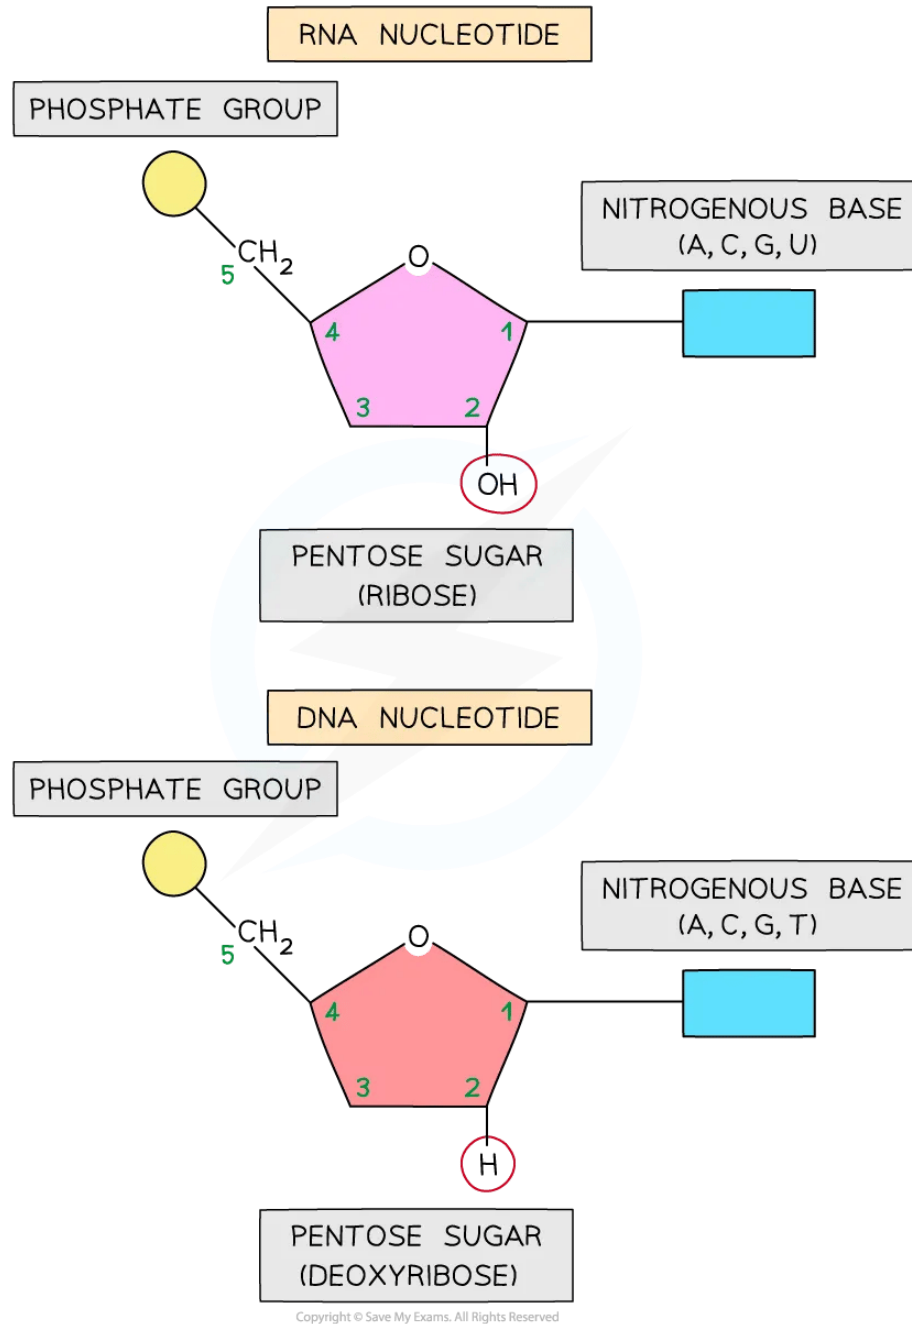 RNA NUCLEOTIDE
PHOSPHATE GROUP
NITROGENOUS BASE
(A, C, G, U)
CH2
O
5
4
1
3
2
OH
PENTOSE SUGAR
(RIBOSE)
DNA NUCLEOTIDE
PHOSPHATE GROUP
NITROGENOUS BASE
(A, C, G, T)
CH2
O
5
4
1
3
2
H
PENTOSE SUGAR
(DEOXYRIBOSE)
Copyright © Save My Exams. All Rights Reserved